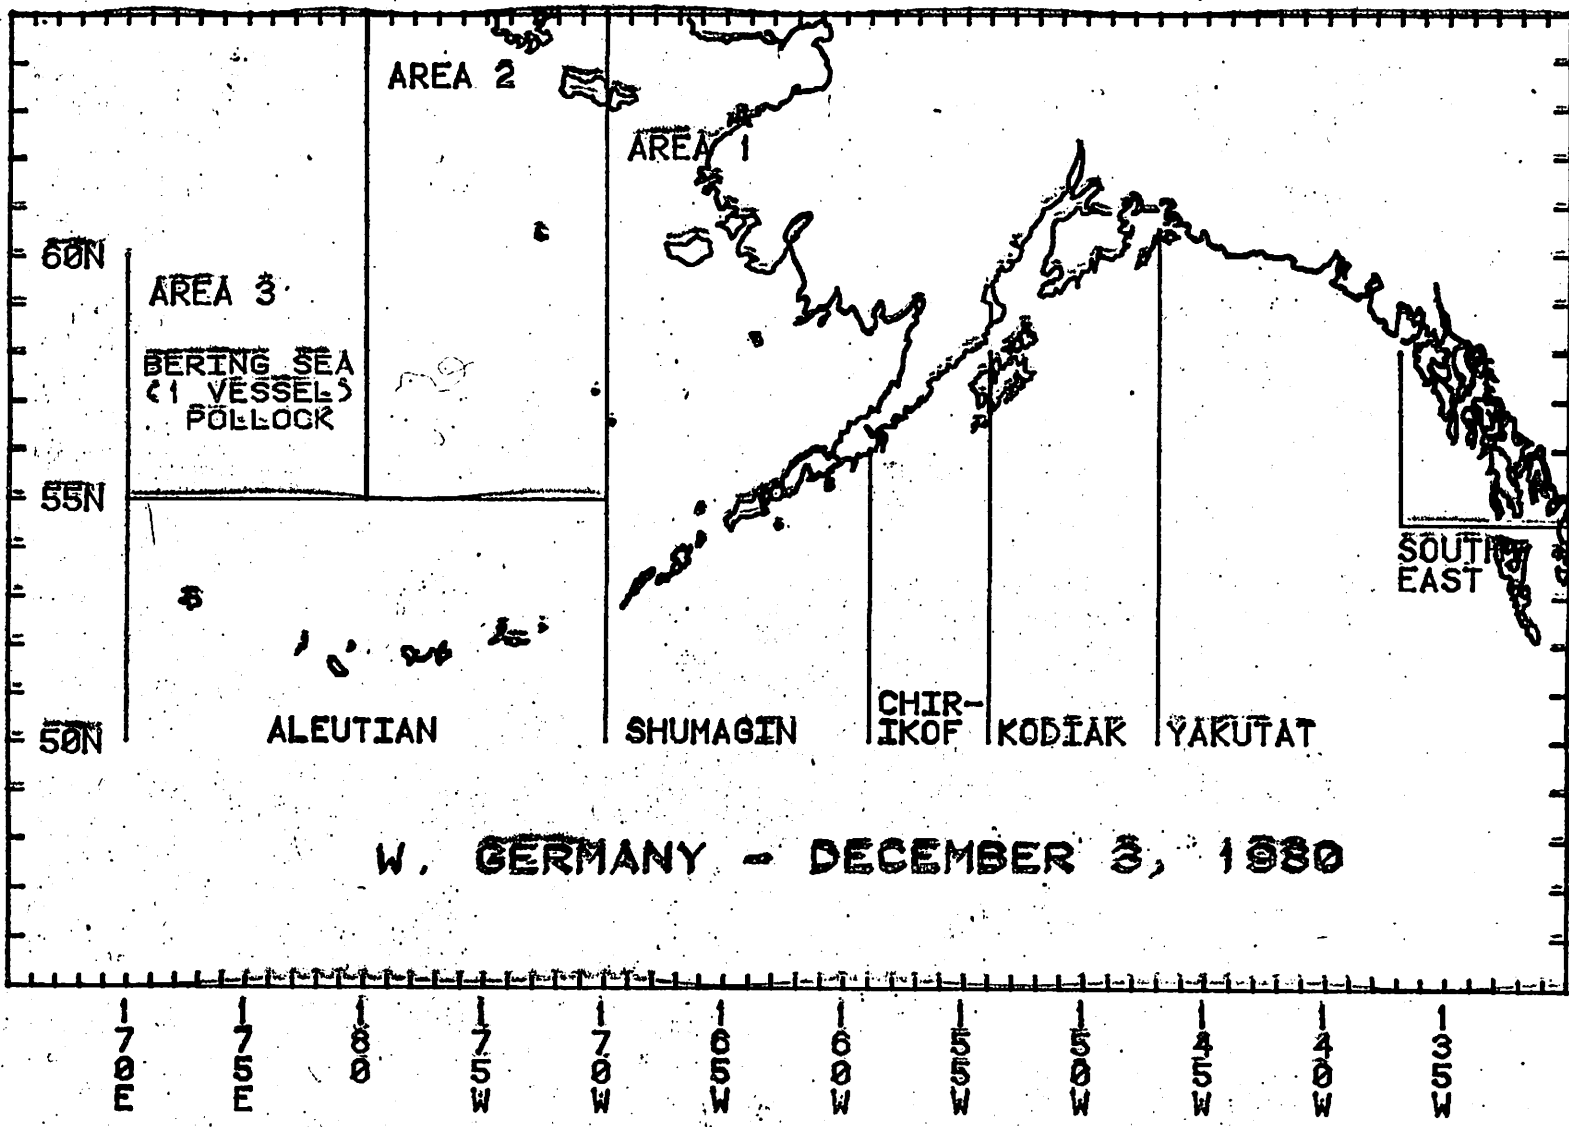 AREA 2
AREA 1
60N
AREA 3
BERING SEA
(1 VESSEL)
POLLOCK
55N
SOUTH
EAST
50N
ALEUTIAN
SHUMAGIN
CHIR-
IKOF
KODIAK
YAKUTAT
W. GERMANY - DECEMBER 3, 1980
170E
175E
180
175W
170W
165W
160W
155W
150W
145W
140W
135W